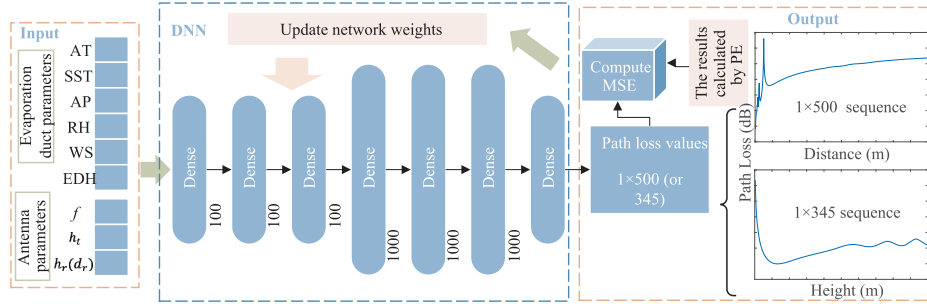 Input
Evaporation
duct parameters
AT
SST
AP
RH
WS
EDH
Antenna
parameters
f
h_t
h_r(d_r)
DNN
Update network weights
Dense
100
Dense
100
Dense
100
Dense
1000
Dense
1000
Dense
1000
Dense
Output
Compute
MSE
The results
calculated
by PE
Path loss values
1×500 (or
345)
Path Loss (dB)
1×500 sequence
Distance (m)
1×345 sequence
Height (m)